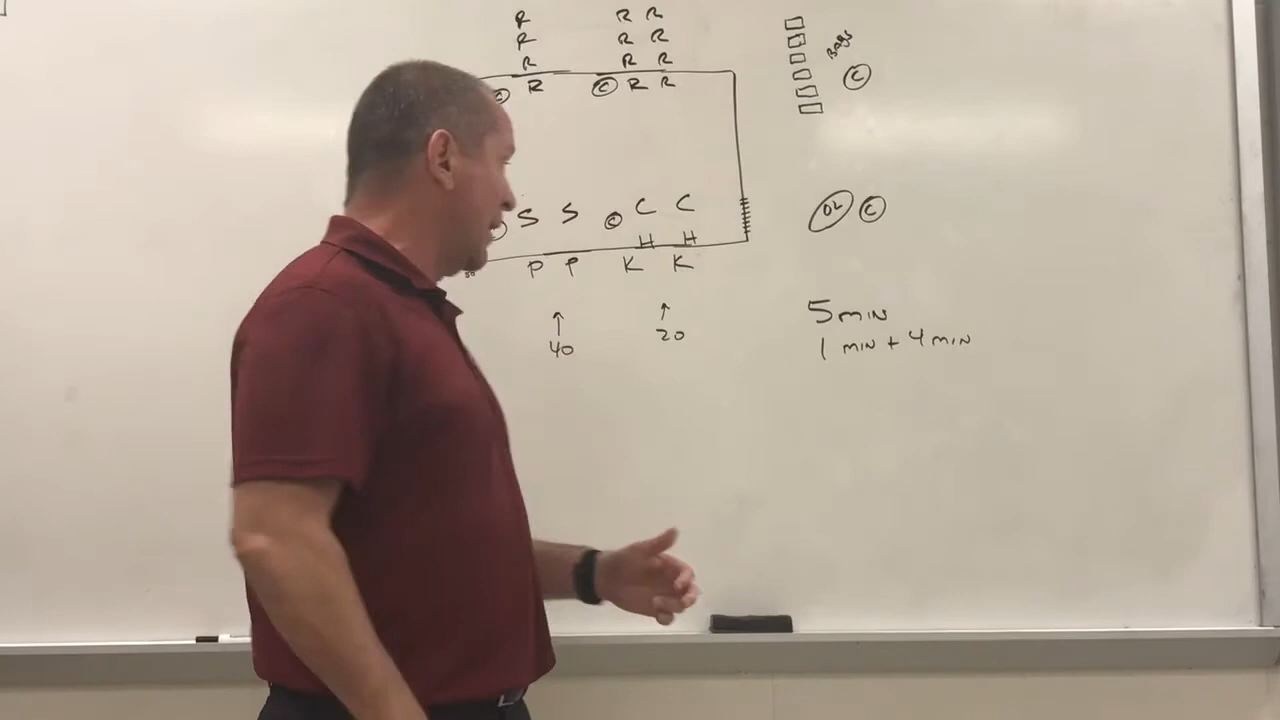 R R R
R R R
R R R
C R C R R
BAGS
C
S S C C C
H H
P P K K
OL C
40 20
5 MIN
1 MIN + 4 MIN